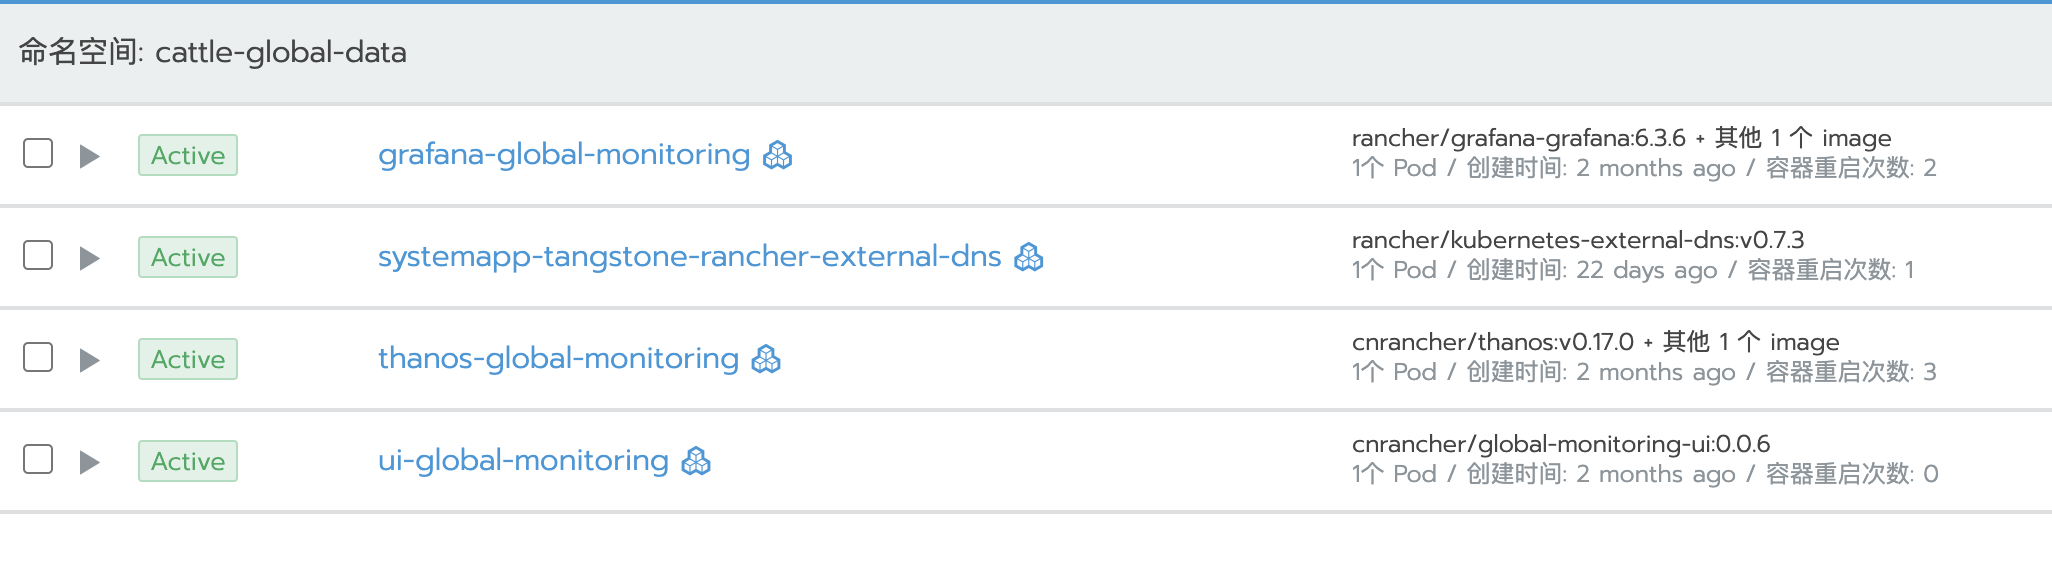 命名空间: cattle-global-data
Active
grafana-global-monitoring
rancher/grafana-grafana:6.3.6 + 其他 1 个 image
1个 Pod / 创建时间: 2 months ago / 容器重启次数: 2
Active
systemapp-tangstone-rancher-external-dns
rancher/kubernetes-external-dns:v0.7.3
1个 Pod / 创建时间: 22 days ago / 容器重启次数: 1
Active
thanos-global-monitoring
cnrancher/thanos:v0.17.0 + 其他 1 个 image
1个 Pod / 创建时间: 2 months ago / 容器重启次数: 3
Active
ui-global-monitoring
cnrancher/global-monitoring-ui:0.0.6
1个 Pod / 创建时间: 2 months ago / 容器重启次数: 0